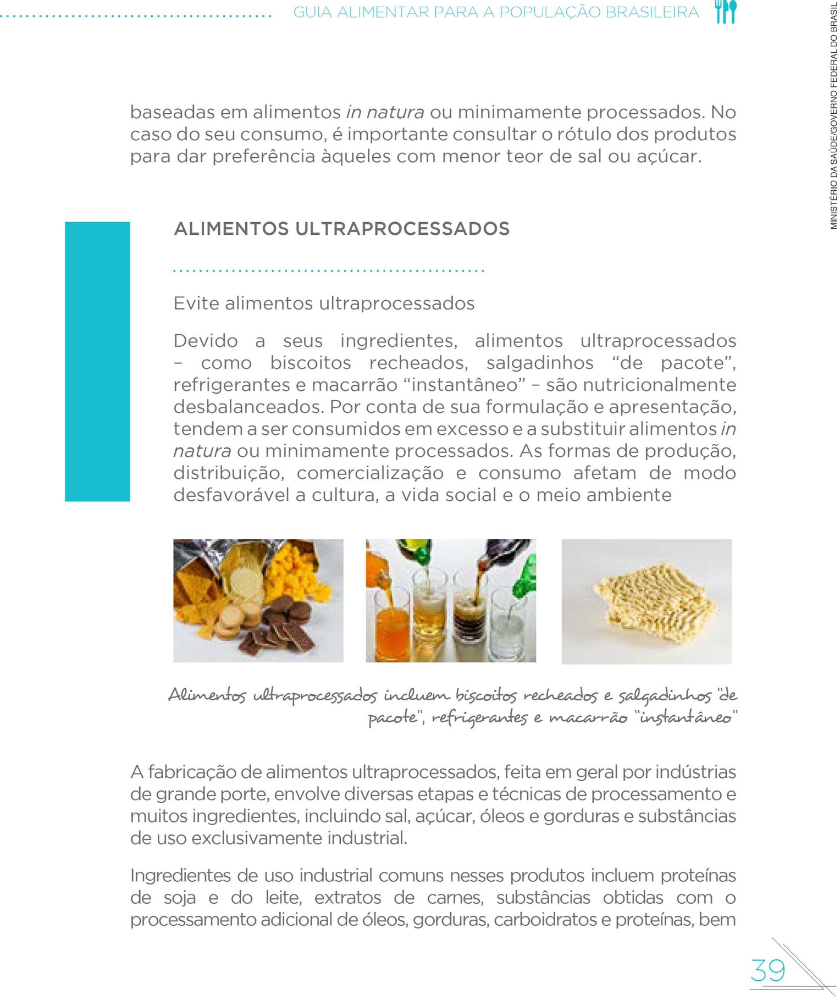 GUIA ALIMENTAR PARA A POPULAÇÃO BRASILEIRA
MINISTÉRIO DA SAÚDE/GOVERNO FEDERAL DO BRASIL
baseadas em alimentos in natura ou minimamente processados. No
caso do seu consumo, é importante consultar o rótulo dos produtos
para dar preferência àqueles com menor teor de sal ou açúcar.
ALIMENTOS ULTRAPROCESSADOS
Evite alimentos ultraprocessados
Devido a seus ingredientes, alimentos ultraprocessados
– como biscoitos recheados, salgadinhos “de pacote”,
refrigerantes e macarrão “instantâneo” – são nutricionalmente
desbalanceados. Por conta de sua formulação e apresentação,
tendem a ser consumidos em excesso e a substituir alimentos in
natura ou minimamente processados. As formas de produção,
distribuição, comercialização e consumo afetam de modo
desfavorável a cultura, a vida social e o meio ambiente
Alimentos ultraprocessados incluem biscoitos recheados e salgadinhos “de
pacote”, refrigerantes e macarrão “instantâneo”
A fabricação de alimentos ultraprocessados, feita em geral por indústrias
de grande porte, envolve diversas etapas e técnicas de processamento e
muitos ingredientes, incluindo sal, açúcar, óleos e gorduras e substâncias
de uso exclusivamente industrial.
Ingredientes de uso industrial comuns nesses produtos incluem proteínas
de soja e do leite, extratos de carnes, substâncias obtidas com o
processamento adicional de óleos, gorduras, carboidratos e proteínas, bem
39